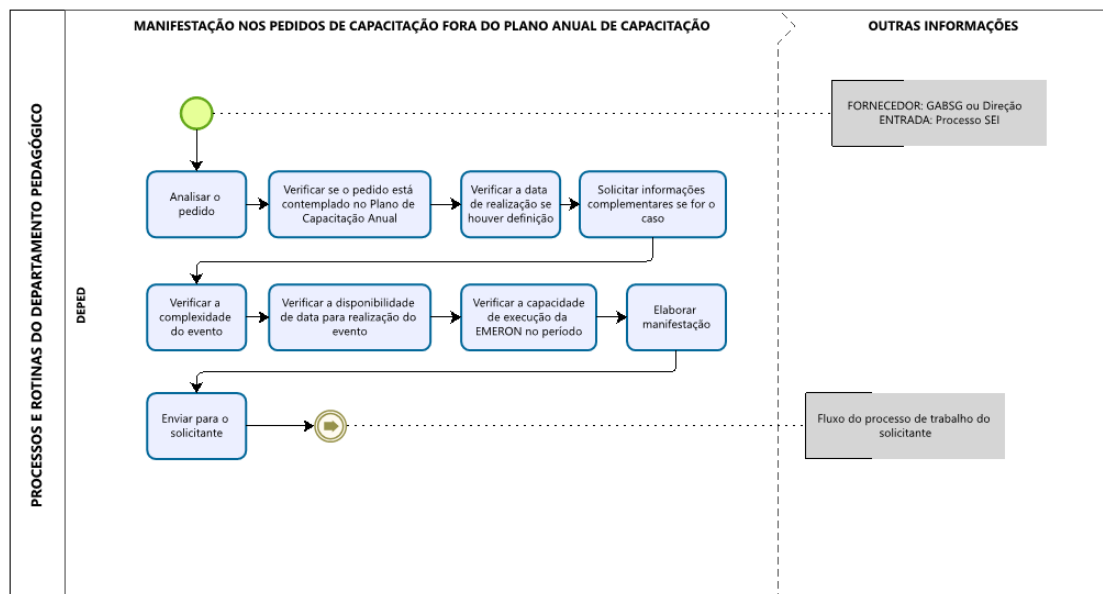 MANIFESTAÇÃO NOS PEDIDOS DE CAPACITAÇÃO FORA DO PLANO ANUAL DE CAPACITAÇÃO
OUTRAS INFORMAÇÕES
PROCESSOS E ROTINAS DO DEPARTAMENTO PEDAGÓGICO
DEPED
FORNECEDOR: GABSG ou Direção
ENTRADA: Processo SEI
Analisar o
pedido
Verificar se o pedido está
contemplado no Plano de
Capacitação Anual
Verificar a data
de realização se
houver definição
Solicitar informações
complementares se for o
caso
Verificar a
complexidade
do evento
Verificar a disponibilidade
de data para realização do
evento
Verificar a capacidade
de execução da
EMERON no período
Elaborar
manifestação
Enviar para o
solicitante
Fluxo do processo de trabalho do
solicitante